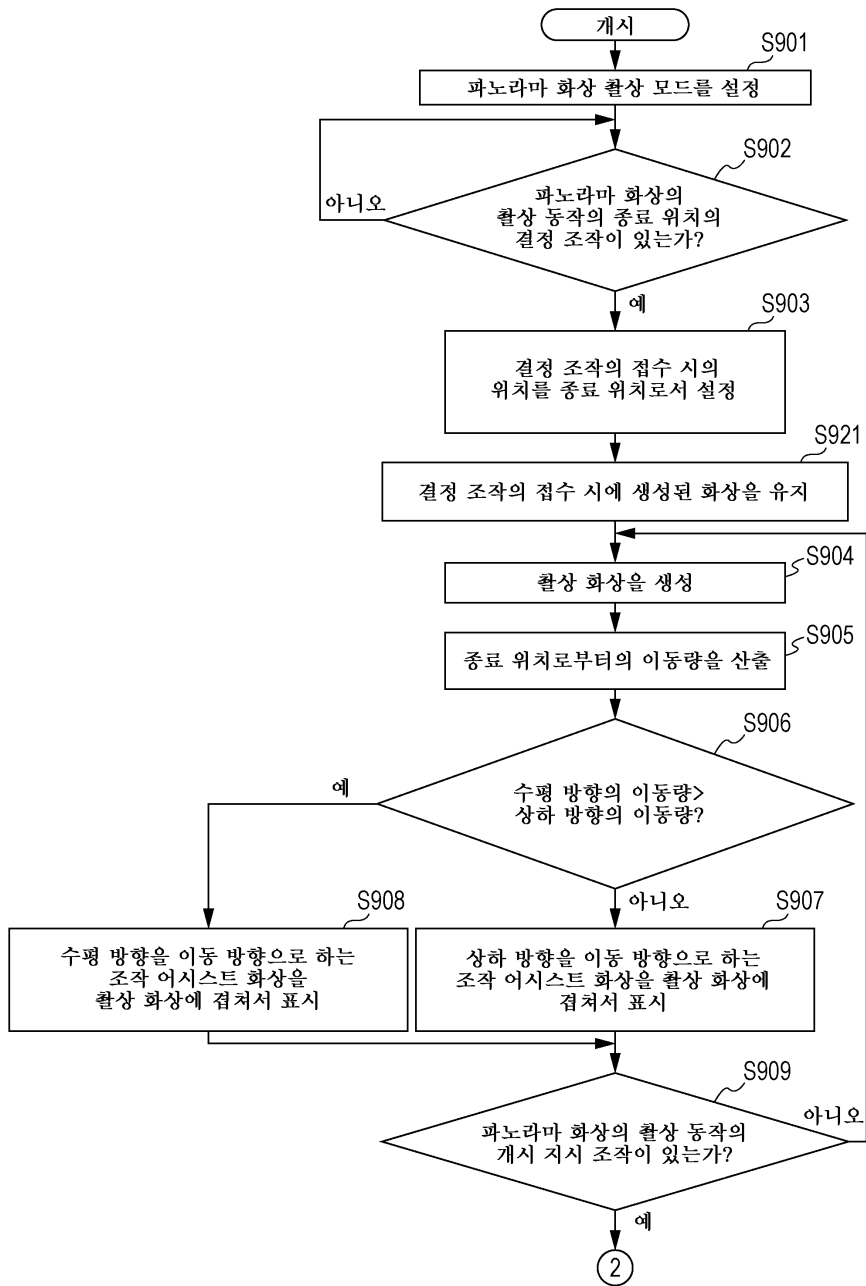 개시
S901
파노라마 화상 촬상 모드를 설정
S902
파노라마 화상의
촬상 동작의 종료 위치의
결정 조작이 있는가?
아니오
예
S903
결정 조작의 접수 시의
위치를 종료 위치로서 설정
S921
결정 조작의 접수 시에 생성된 화상을 유지
S904
촬상 화상을 생성
S905
종료 위치로부터의 이동량을 산출
S906
수평 방향의 이동량>
상하 방향의 이동량?
예
아니오
S908
수평 방향을 이동 방향으로 하는
조작 어시스트 화상을
촬상 화상에 겹쳐서 표시
S907
상하 방향을 이동 방향으로 하는
조작 어시스트 화상을 촬상 화상에
겹쳐서 표시
S909
파노라마 화상의 촬상 동작의
개시 지시 조작이 있는가?
아니오
예
2